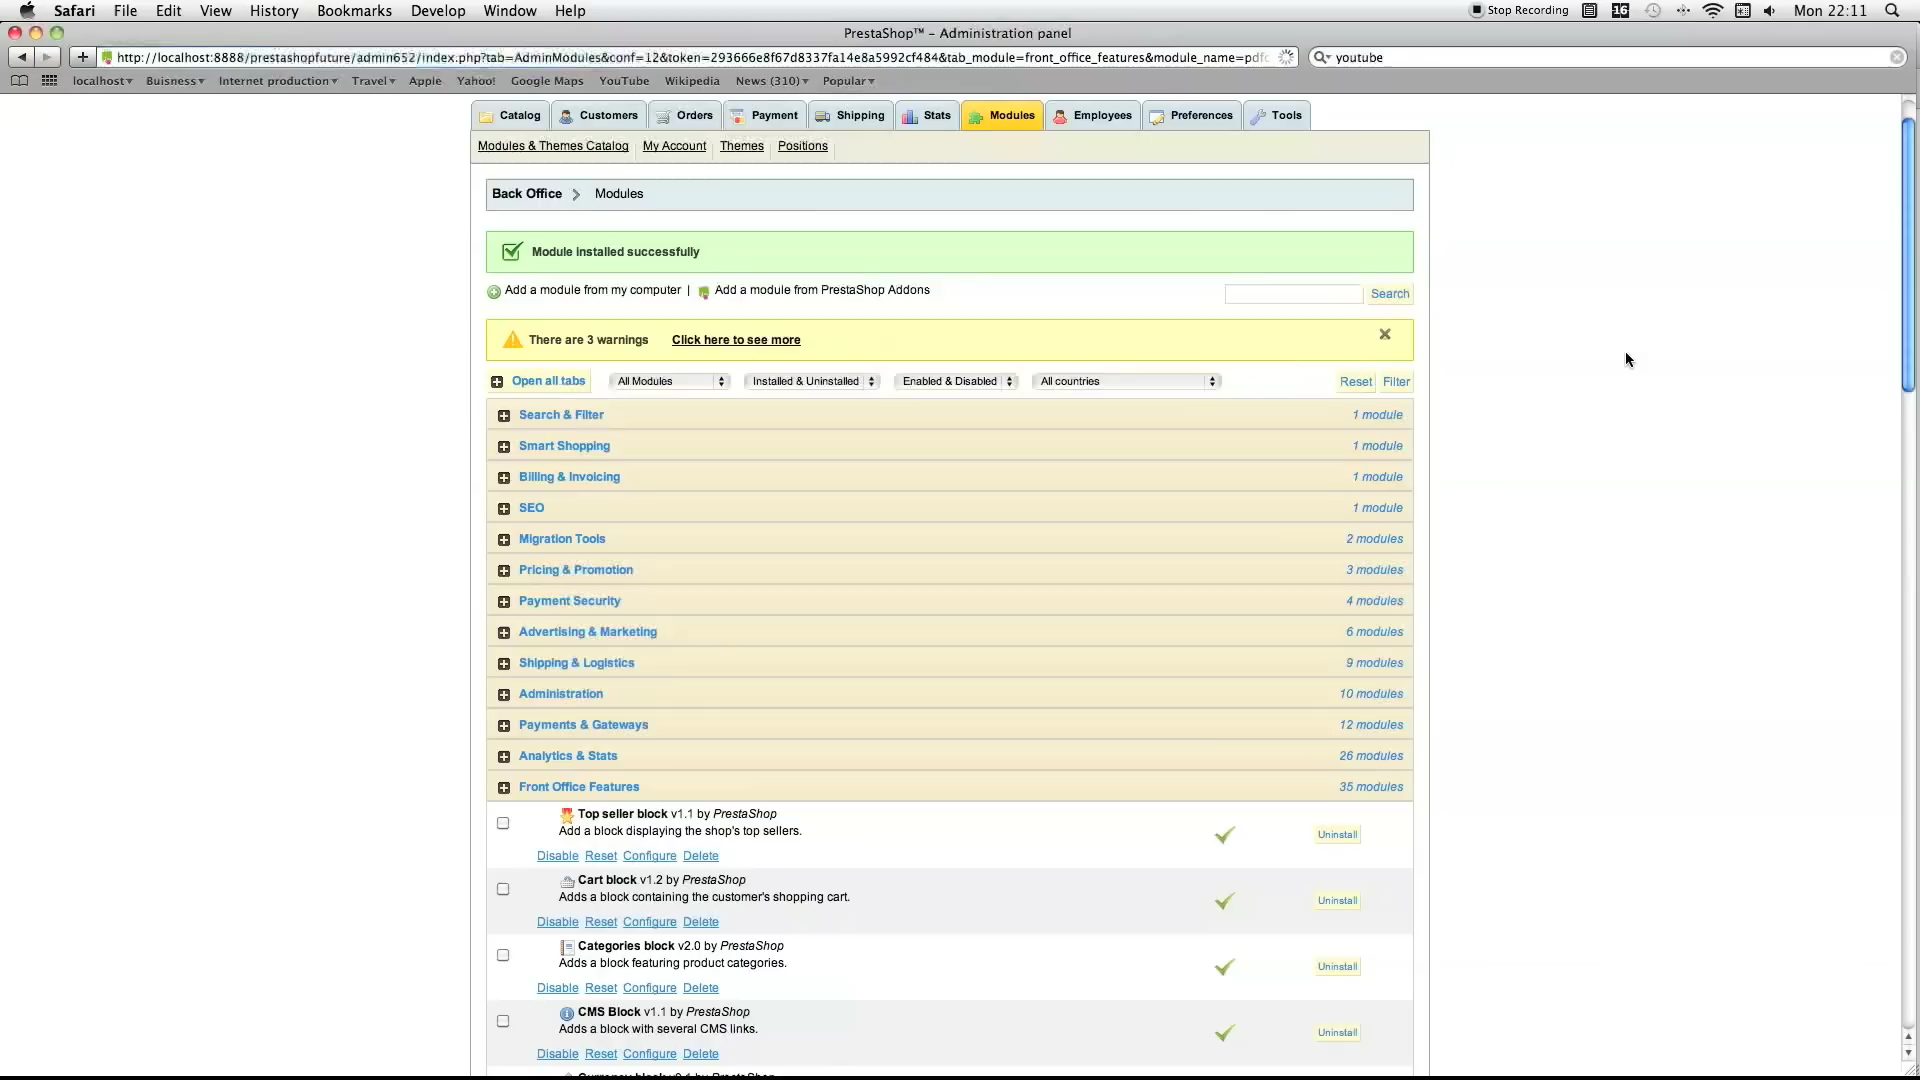 Safari File Edit View History Bookmarks Develop Window Help Stop Recording 16 Mon 22:11
PrestaShop™ – Administration panel
http://localhost:8888/prestashopfuture/admin652/index.php?tab=AdminModules&conf=12&token=293666e8f67d8337fa14e8a5992cf484&tab_module=front_office_features&module_name=pdfc youtube
localhost Buisness Internet production Travel Apple Yahoo! Google Maps YouTube Wikipedia News (310) Popular
Catalog Customers Orders Payment Shipping Stats Modules Employees Preferences Tools
Modules & Themes Catalog My Account Themes Positions
Back Office > Modules
Module installed successfully
Add a module from my computer | Add a module from PrestaShop Addons Search
There are 3 warnings Click here to see more
Open all tabs All Modules Installed & Uninstalled Enabled & Disabled All countries Reset Filter
Search & Filter 1 module
Smart Shopping 1 module
Billing & Invoicing 1 module
SEO 1 module
Migration Tools 2 modules
Pricing & Promotion 3 modules
Payment Security 4 modules
Advertising & Marketing 6 modules
Shipping & Logistics 9 modules
Administration 10 modules
Payments & Gateways 12 modules
Analytics & Stats 26 modules
Front Office Features 35 modules
Top seller block v1.1 by PrestaShop
Add a block displaying the shop's top sellers. Uninstall
Disable Reset Configure Delete
Cart block v1.2 by PrestaShop
Adds a block containing the customer's shopping cart. Uninstall
Disable Reset Configure Delete
Categories block v2.0 by PrestaShop
Adds a block featuring product categories. Uninstall
Disable Reset Configure Delete
CMS Block v1.1 by PrestaShop
Adds a block with several CMS links. Uninstall
Disable Reset Configure Delete